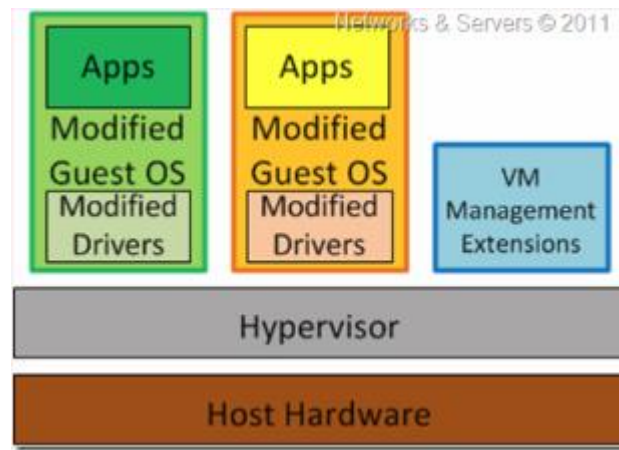 Networks & Servers © 2011
Apps
Modified
Guest OS
Modified
Drivers
Apps
Modified
Guest OS
Modified
Drivers
VM
Management
Extensions
Hypervisor
Host Hardware